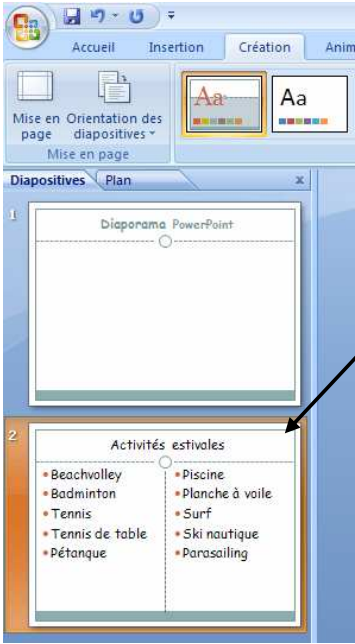 Accueil Insertion Création Anim
Mise en page
Orientation des diapositives
Aa
Aa
Mise en page
Diapositives Plan x
1
Diaporama PowerPoint
2
Activités estivales
• Beachvolley
• Badminton
• Tennis
• Tennis de table
• Pétanque
• Piscine
• Planche à voile
• Surf
• Ski nautique
• Parasailing